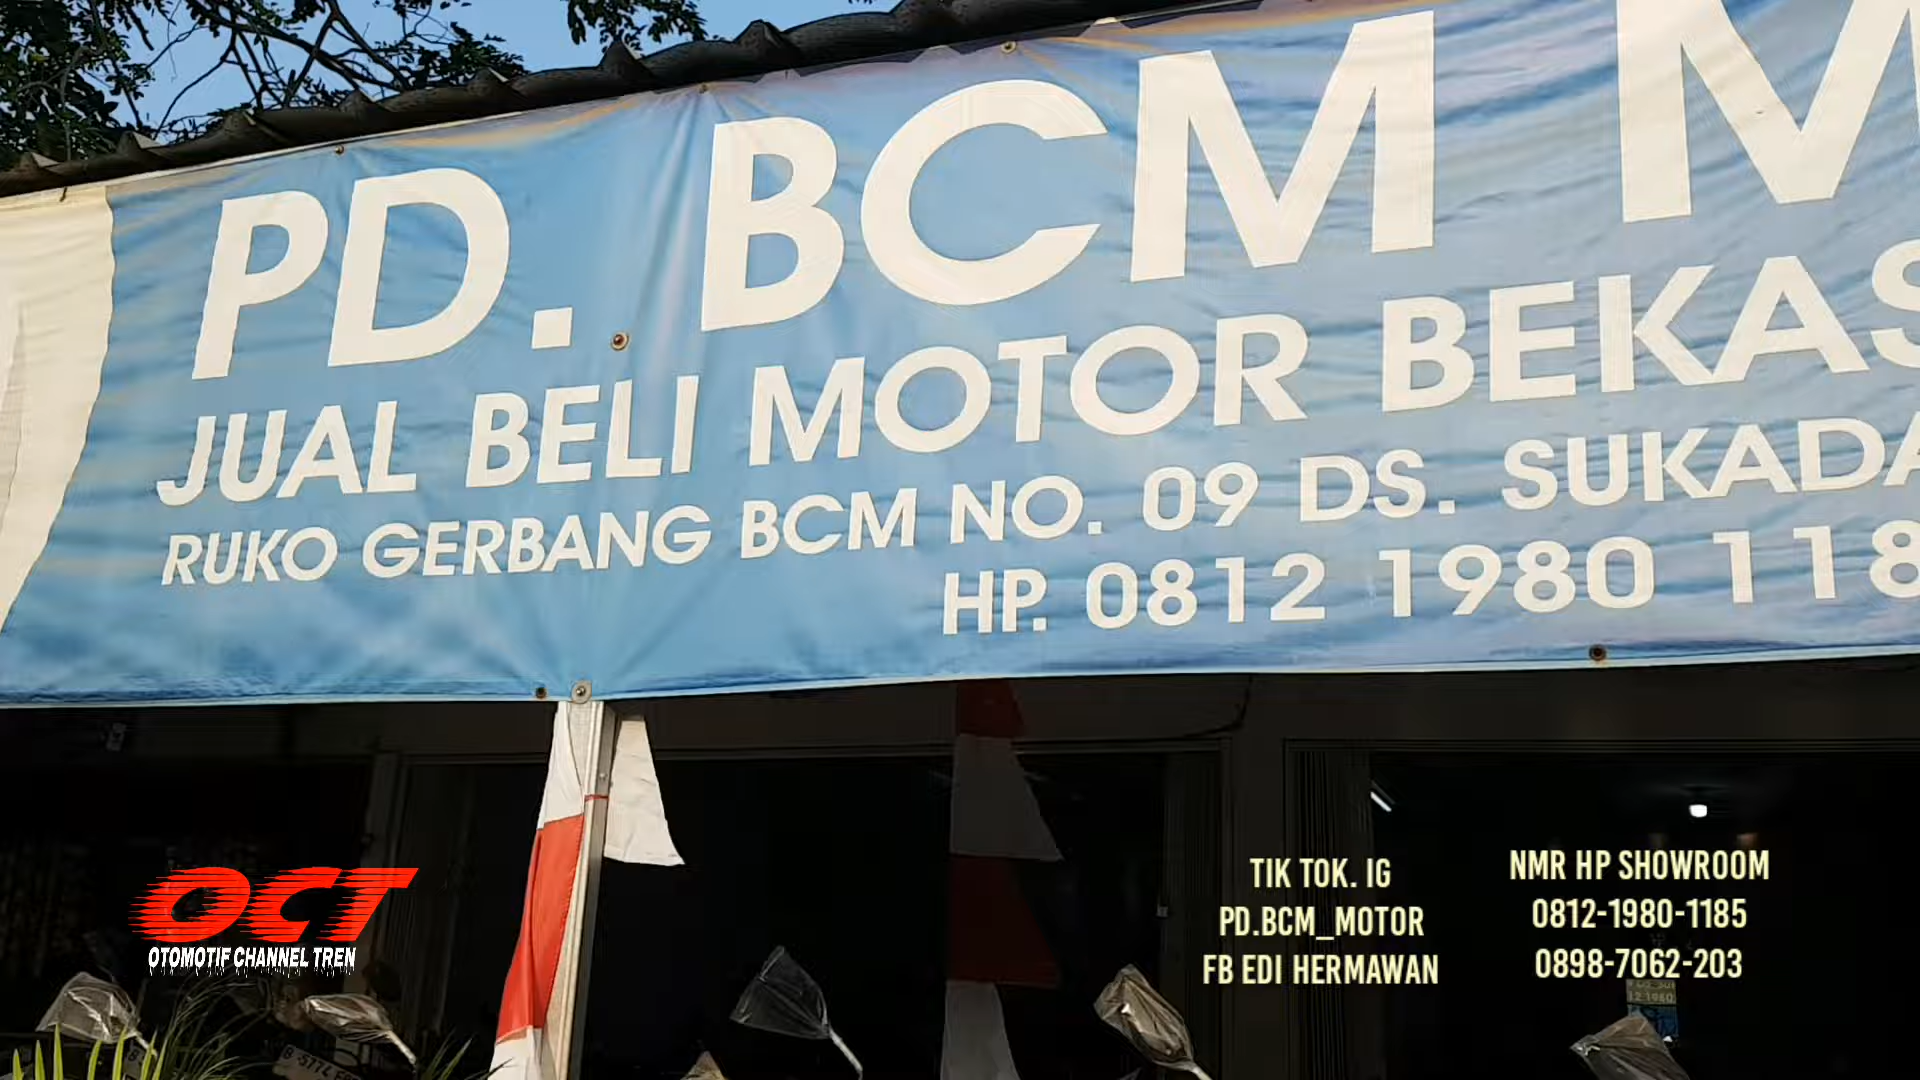 PD. BCM M
JUAL BELI MOTOR BEKAS
RUKO GERBANG BCM NO. 09 DS. SUKADA
HP. 0812 1980 118
OCT
OTOMOTIF CHANNEL TREN
TIK TOK. IG
PD.BCM_MOTOR
FB EDI HERMAWAN
NMR HP SHOWROOM
0812-1980-1185
0898-7062-203